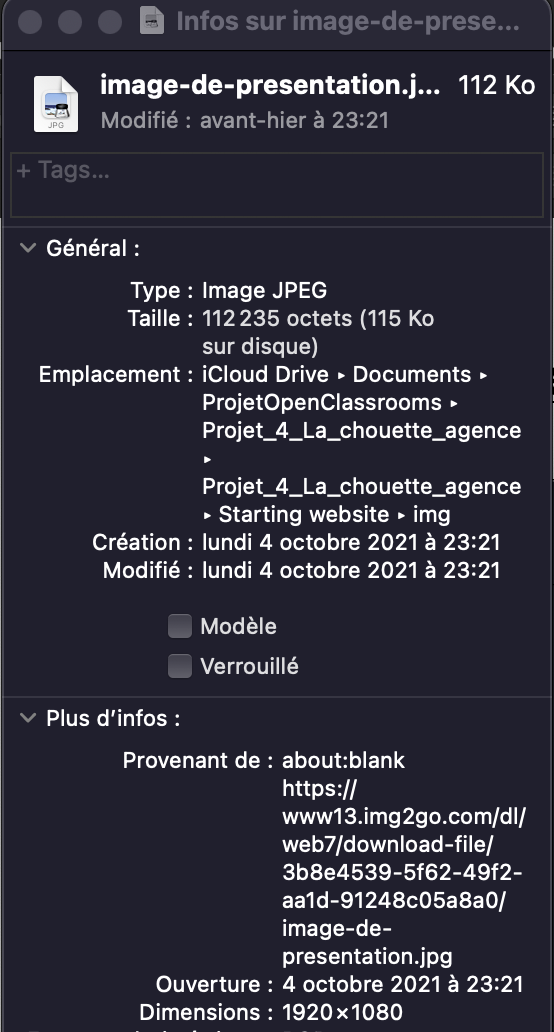 Infos sur image-de-prese...
image-de-presentation.j... 112 Ko
JPG
Modifié : avant-hier à 23:21
+ Tags...
Général :
Type : Image JPEG
Taille : 112 235 octets (115 Ko
sur disque)
Emplacement : iCloud Drive ▸ Documents ▸
ProjetOpenClassrooms ▸
Projet_4_La_chouette_agence
▸
Projet_4_La_chouette_agence
▸ Starting website ▸ img
Création : lundi 4 octobre 2021 à 23:21
Modifié : lundi 4 octobre 2021 à 23:21
Modèle
Verrouillé
Plus d’infos :
Provenant de : about:blank
https://
www13.img2go.com/dl/
web7/download-file/
3b8e4539-5f62-49f2-
aa1d-91248c05a8a0/
image-de-
presentation.jpg
Ouverture : 4 octobre 2021 à 23:21
Dimensions : 1920×1080